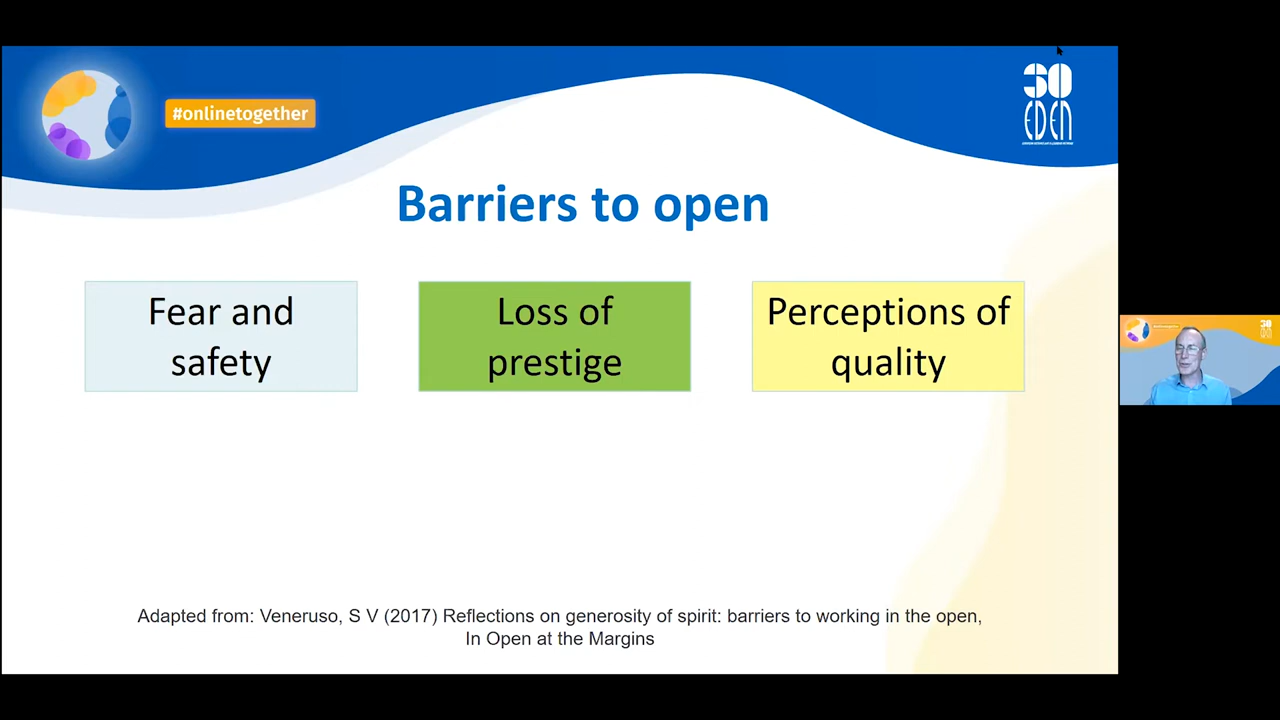 #onlinetogether
30
EDEN
Barriers to open
Fear and
safety
Loss of
prestige
Perceptions of
quality
Adapted from: Veneruso, S V (2017) Reflections on generosity of spirit: barriers to working in the open,
In Open at the Margins